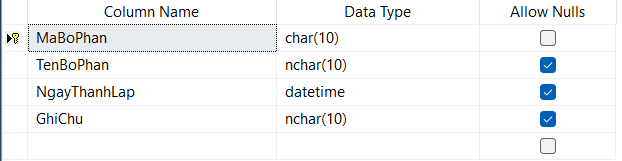 Column Name Data Type Allow Nulls
MaBoPhan char(10)
TenBoPhan nchar(10)
NgayThanhLap datetime
GhiChu nchar(10)